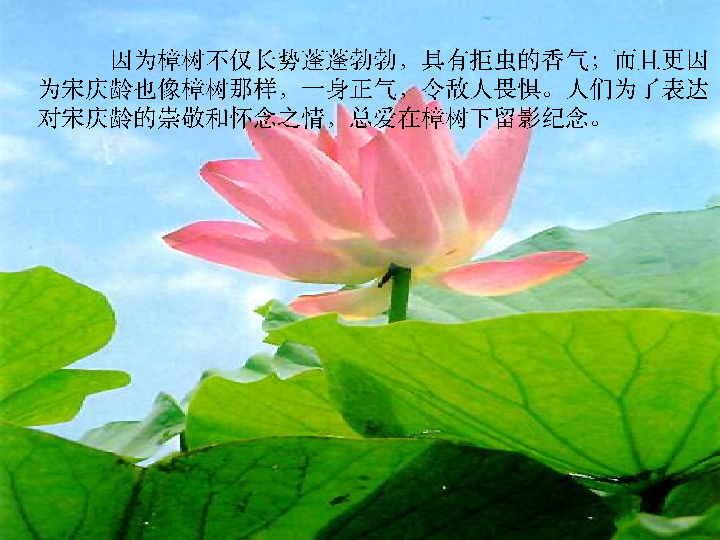 因为樟树不仅长势蓬蓬勃勃，具有拒虫的香气；而且更因
为宋庆龄也像樟树那样，一身正气，令敌人畏惧。人们为了表达
对宋庆龄的崇敬和怀念之情，总爱在樟树下留影纪念。